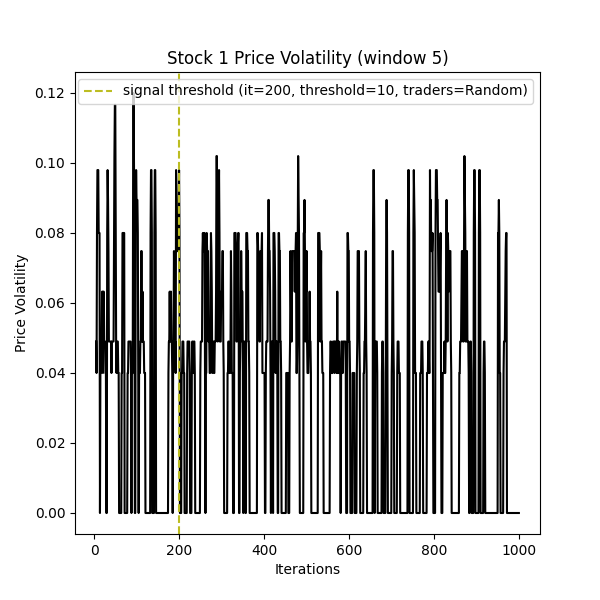 Stock 1 Price Volatility (window 5)
signal threshold (it=200, threshold=10, traders=Random)
0.12
0.10
0.08
0.06
0.04
0.02
0.00
Price Volatility
0 200 400 600 800 1000
Iterations